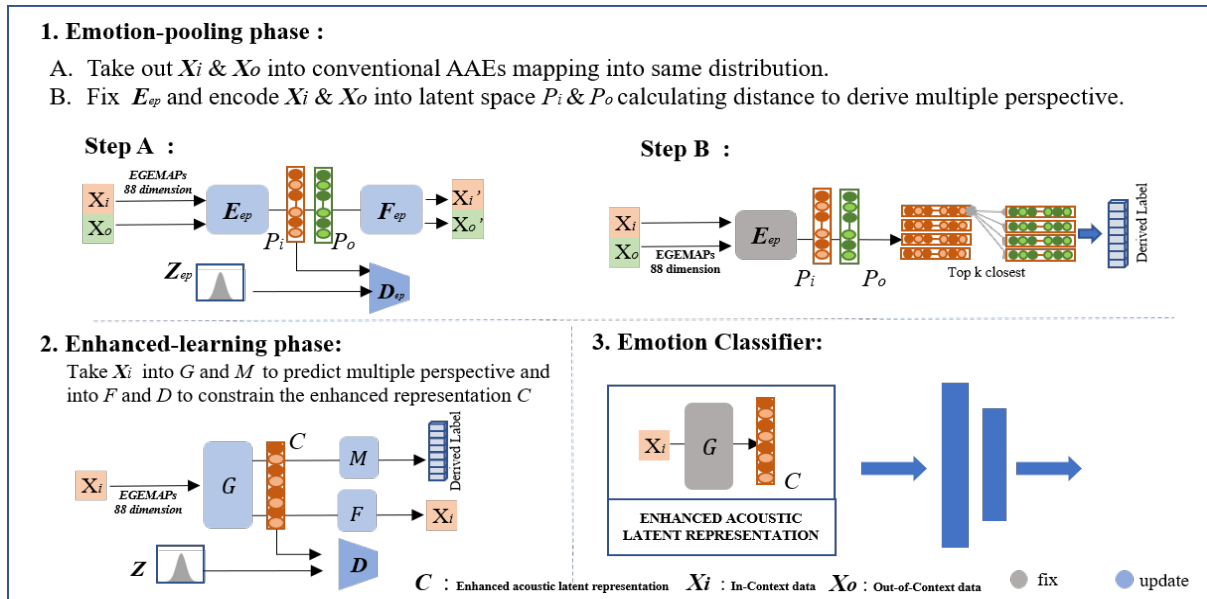 1. Emotion-pooling phase :
A. Take out Xi & Xo into conventional AAEs mapping into same distribution.
B. Fix Eep and encode Xi & Xo into latent space Pi & Po calculating distance to derive multiple perspective.
Step A :
EGEMAPs
88 dimension
Xi
Xo
Eep
Pi
Po
Fep
Xi’
Xo’
Zep
Dep
Step B :
Xi
Xo
EGEMAPs
88 dimension
Eep
Pi
Po
Top k closest
Derived Label
2. Enhanced-learning phase:
Take Xi into G and M to predict multiple perspective and
into F and D to constrain the enhanced representation C
Xi
EGEMAPs
88 dimension
G
C
M
Derived Label
F
Xi
Z
D
3. Emotion Classifier:
Xi
G
C
ENHANCED ACOUSTIC
LATENT REPRESENTATION
C : Enhanced acoustic latent representation Xi : In-Context data Xo : Out-of-Context data fix update